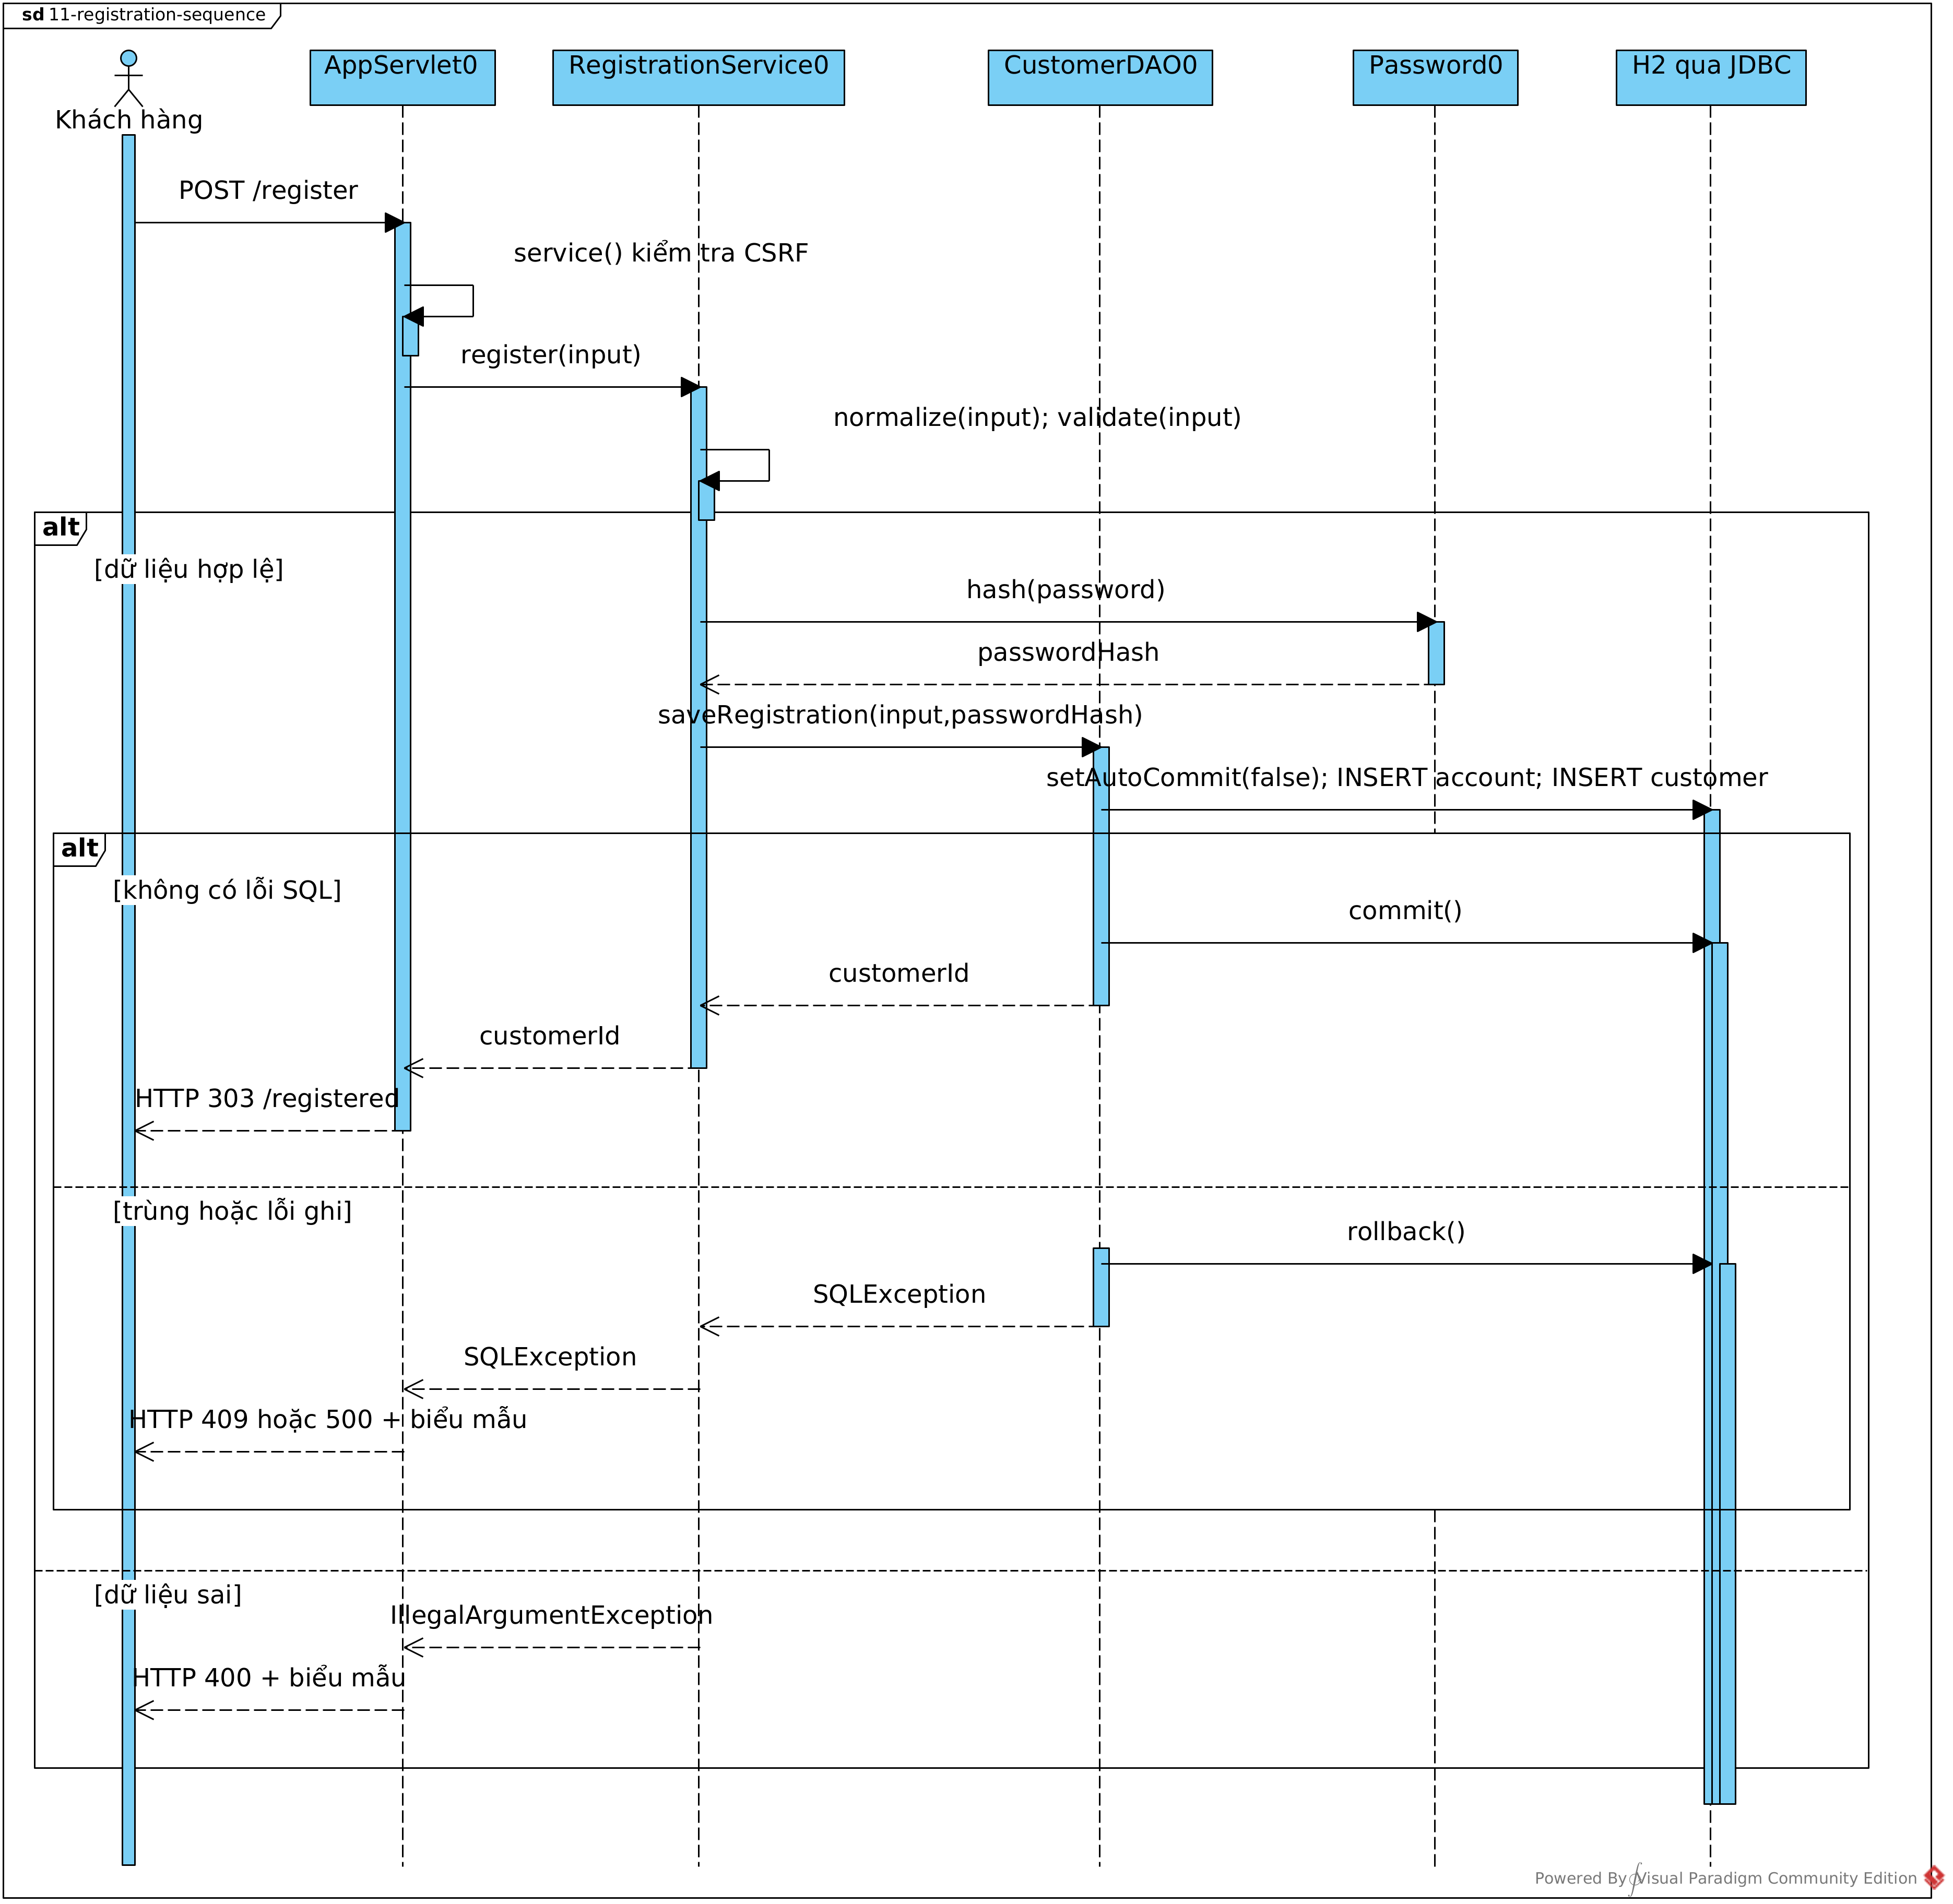 sd 11-registration-sequence
Khách hàng
AppServlet0
RegistrationService0
CustomerDAO0
Password0
H2 qua JDBC
POST /register
service() kiểm tra CSRF
register(input)
normalize(input); validate(input)
alt
[dữ liệu hợp lệ]
hash(password)
passwordHash
saveRegistration(input,passwordHash)
setAutoCommit(false); INSERT account; INSERT customer
alt
[không có lỗi SQL]
commit()
customerId
customerId
HTTP 303 /registered
[trùng hoặc lỗi ghi]
rollback()
SQLException
SQLException
HTTP 409 hoặc 500 + biểu mẫu
[dữ liệu sai]
IllegalArgumentException
HTTP 400 + biểu mẫu
Powered By Visual Paradigm Community Edition